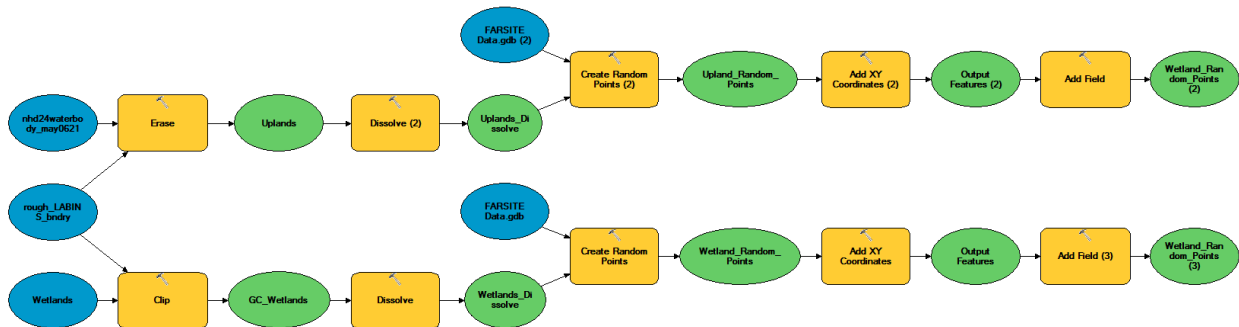 FARSITE
Data.gdb (2)
Create Random
Points (2)
Upland_Random_
Points
Add XY
Coordinates (2)
Output
Features (2)
Add Field
Wetland_Ran
dom_Points
(2)
nhd24waterbo
dy_may0621
Erase
Uplands
Dissolve (2)
Uplands_Di
ssolve
rough_LABIN
S_bndry
FARSITE
Data.gdb
Create Random
Points
Wetland_Random_
Points
Add XY
Coordinates
Output
Features
Add Field (3)
Wetland_Ran
dom_Points
(3)
Wetlands
Clip
GC_Wetlands
Dissolve
Wetlands_Di
ssolve